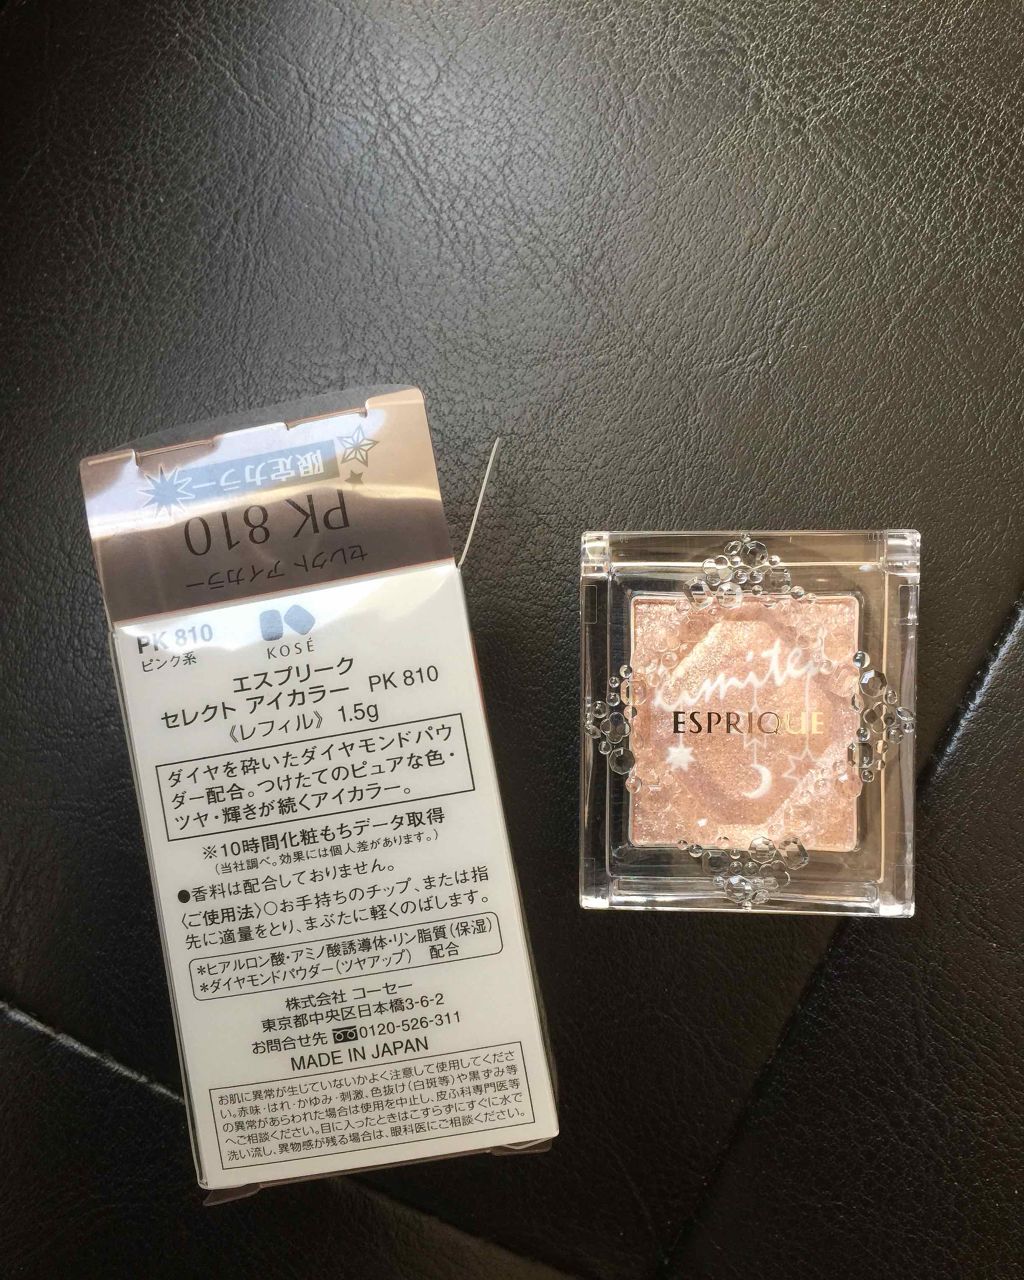 限定カラー
PK 810
セレクト アイカラー
PK 810
ピンク系
KOSÉ
エスプリーク
セレクト アイカラー PK 810
《レフィル》 1.5g
ダイヤを砕いたダイヤモンドパウ
ダー配合。つけたてのピュアな色・
ツヤ・輝きが続くアイカラー。
※10時間化粧もちデータ取得
(当社調べ。効果には個人差があります。)
●香料は配合しておりません。
〈ご使用法〉○お手持ちのチップ、または指
先に適量をとり、まぶたに軽くのばします。
*ヒアルロン酸・アミノ酸誘導体・リン脂質(保湿)
*ダイヤモンドパウダー(ツヤアップ) 配合
株式会社 コーセー
東京都中央区日本橋3-6-2
お問合せ先 0120-526-311
MADE IN JAPAN
お肌に異常が生じていないかよく注意して使用してくださ
い。赤味・はれ・かゆみ・刺激、色抜け(白斑等)や黒ずみ等
の異常があらわれた場合は使用を中止し、皮ふ科専門医等
へご相談ください。目に入ったときはこすらずにすぐに水で
洗い流し、異物感が残る場合は、眼科医にご相談ください。
Limited
ESPRIQUE